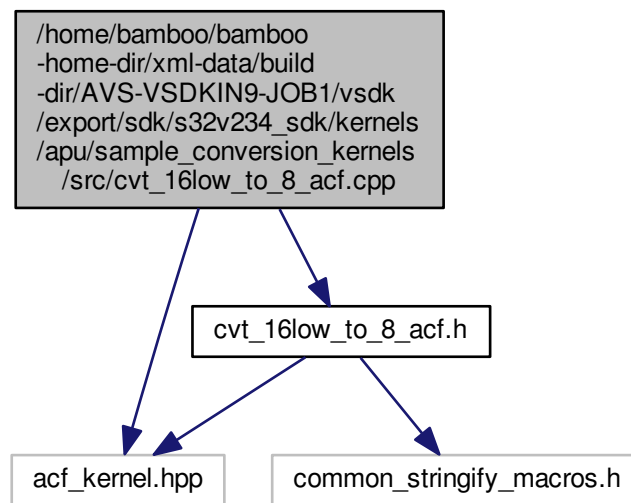 /home/bamboo/bamboo
-home-dir/xml-data/build
-dir/AVS-VSDKIN9-JOB1/vsdk
/export/sdk/s32v234_sdk/kernels
/apu/sample_conversion_kernels
/src/cvt_16low_to_8_acf.cpp
cvt_16low_to_8_acf.h
acf_kernel.hpp
common_stringify_macros.h